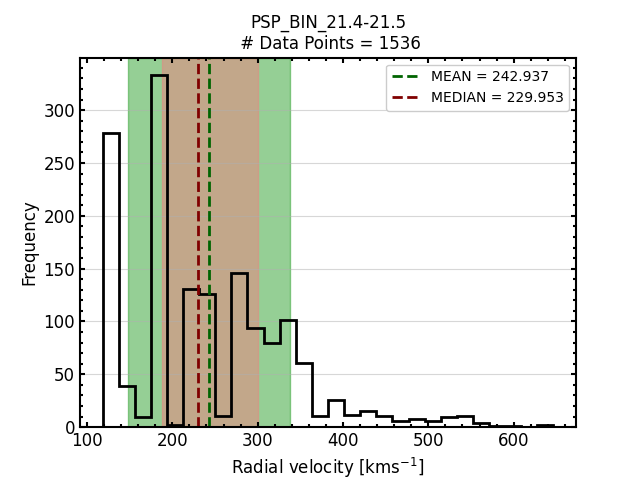 PSP_BIN_21.4-21.5
# Data Points = 1536
MEAN = 242.937
MEDIAN = 229.953
Frequency
300
250
200
150
100
50
0
100 200 300 400 500 600
Radial velocity [kms⁻¹]